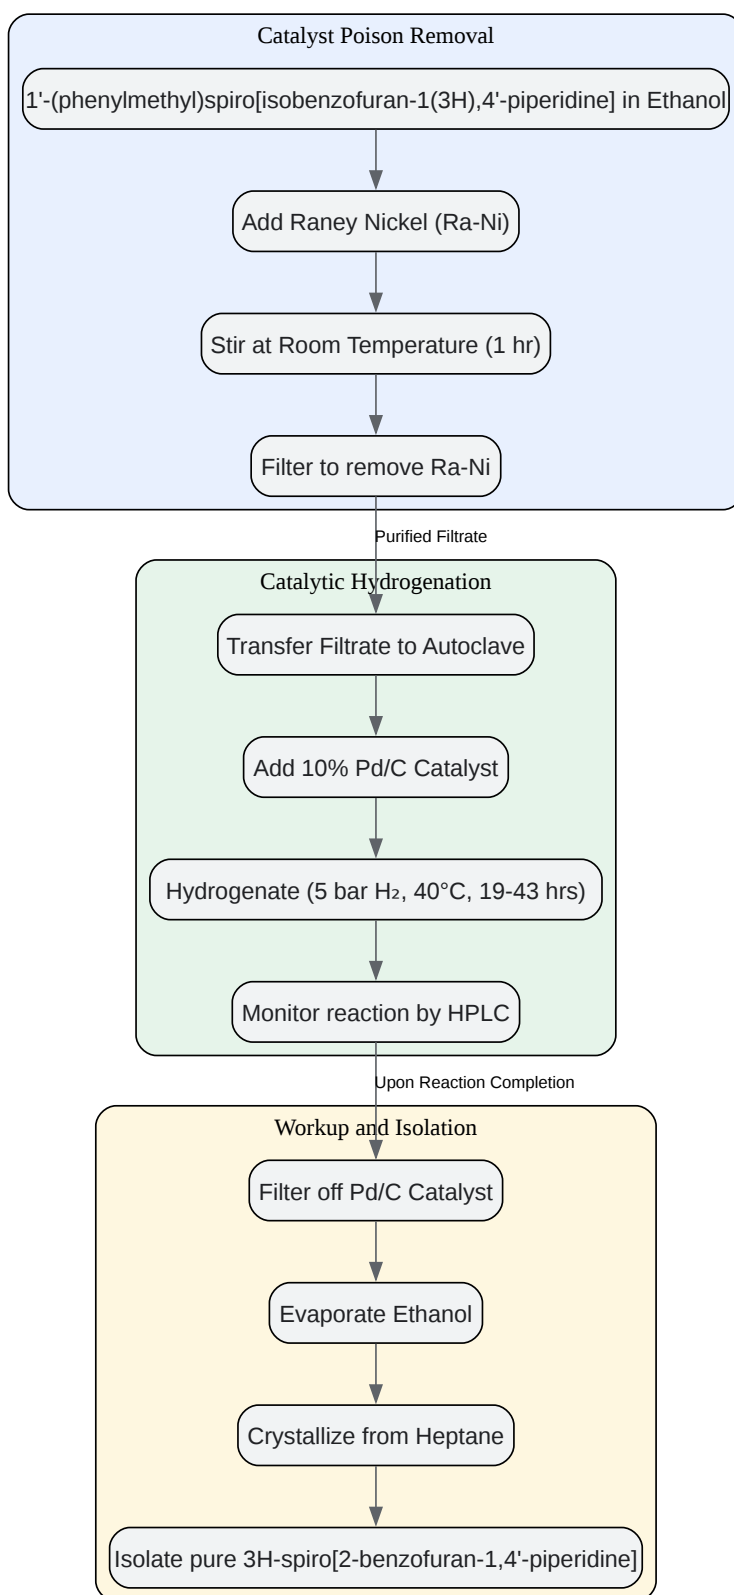 Catalyst Poison Removal
1'-(phenylmethyl)spiro[isobenzofuran-1(3H),4'-piperidine] in Ethanol
Add Raney Nickel (Ra-Ni)
Stir at Room Temperature (1 hr)
Filter to remove Ra-Ni
Purified Filtrate
Catalytic Hydrogenation
Transfer Filtrate to Autoclave
Add 10% Pd/C Catalyst
Hydrogenate (5 bar H₂, 40°C, 19-43 hrs)
Monitor reaction by HPLC
Upon Reaction Completion
Workup and Isolation
Filter off Pd/C Catalyst
Evaporate Ethanol
Crystallize from Heptane
Isolate pure 3H-spiro[2-benzofuran-1,4'-piperidine]